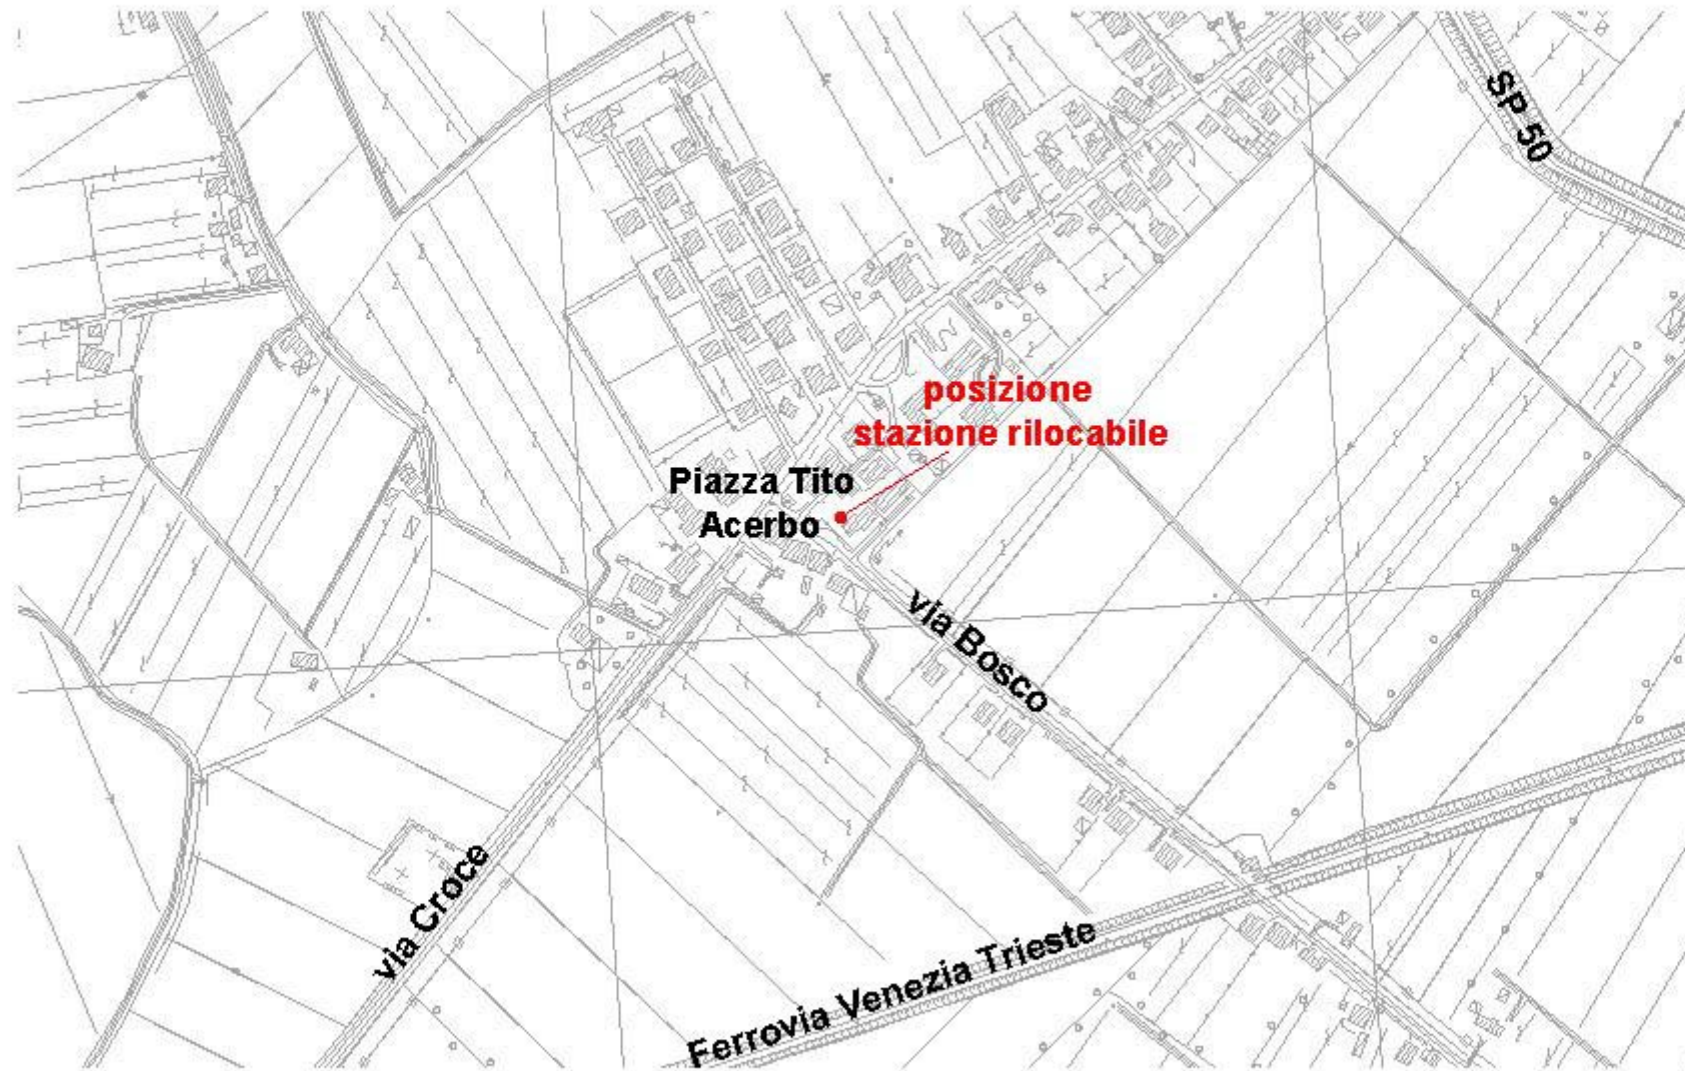 SP 50
posizione
stazione rilocabile
Piazza Tito
Acerbo
via Bosco
via Croce
Ferrovia Venezia Trieste